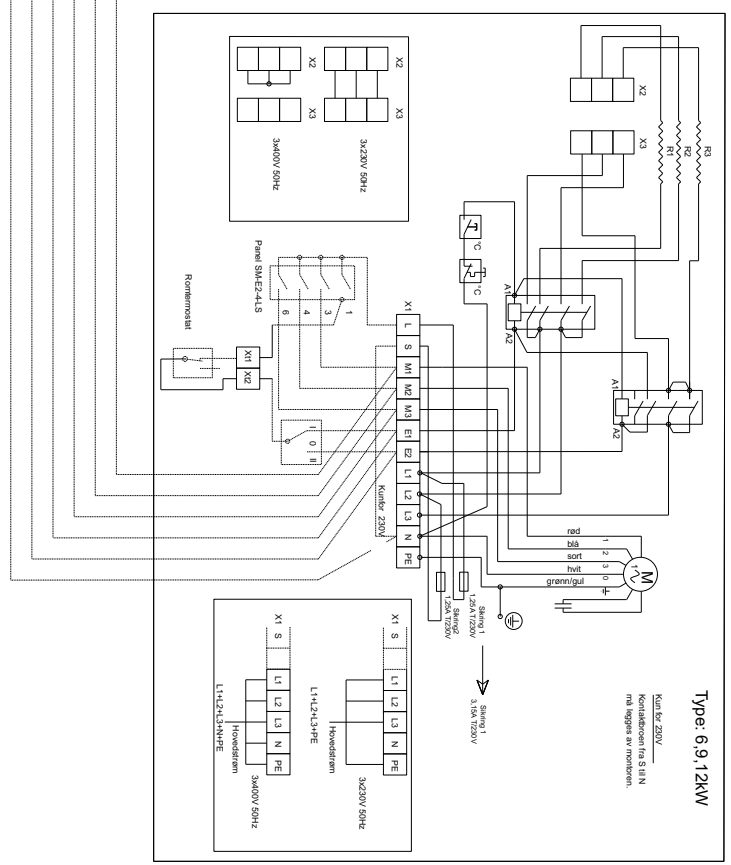 Type: 6,9,12kW
Kun for 230V
Kontaktbroen fra S til N
må legges av montøren.
X2
X3
3x230V 50Hz
X2
X3
3x400V 50Hz
X2
X3
R3
R2
R1
°C
°C
A1
A2
A1
A2
Panel SM-E2-4-LS
1
3
4
6
Romtermostat
Xt1
Xt2
I
0
II
X1
L
S
M1
M2
M3
E1
E2
L1
L2
L3
N
PE
Kun for 230V
rød
1
blå
2
sort
3
hvit
0
grønn/gul
M
1~
Sikring 1
1.25A T/230V
Sikring2
1.25A T/230V
Sikring 1
3.15A T/230V
X1
S
L1
L2
L3
N
PE
Hovedstrøm
L1+L2+L3+PE
3x230V 50Hz
X1
S
L1
L2
L3
N
PE
Hovedstrøm
L1+L2+L3+N+PE
3x400V 50Hz